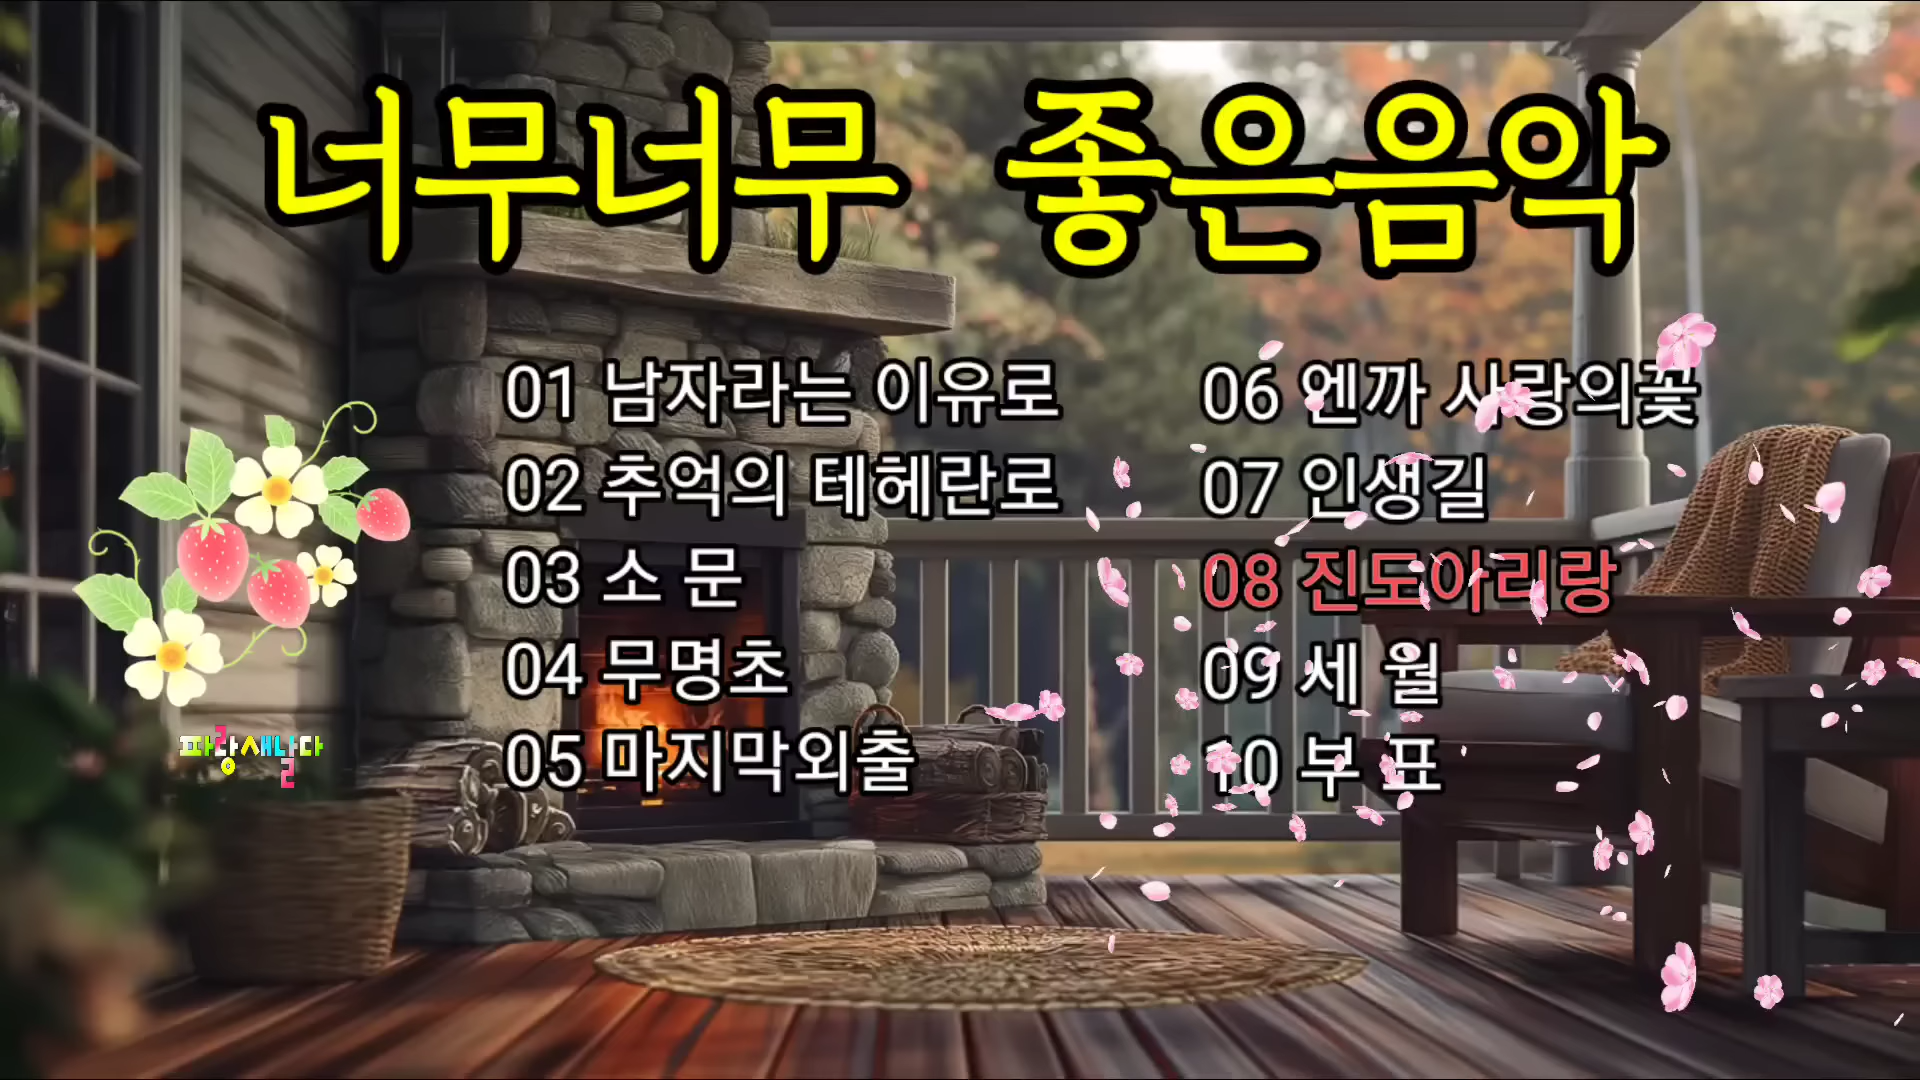 너무너무 좋은음악
01 남자라는 이유로
02 추억의 테헤란로
03 소 문
04 무명초
05 마지막외출
06 엔까 사랑의꽃
07 인생길
08 진도아리랑
09 세 월
10 부 표
파랑새날다